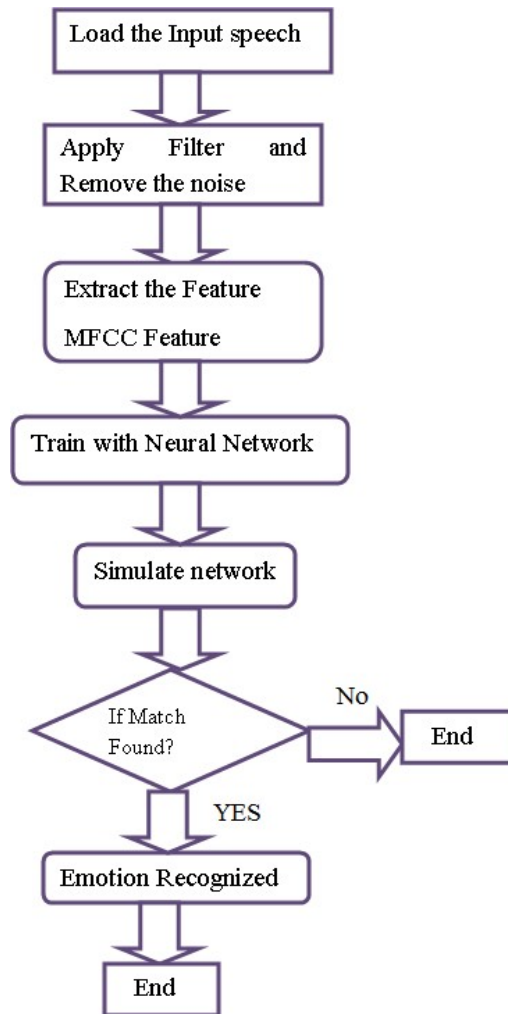 Load the Input speech
Apply Filter and
Remove the noise
Extract the Feature
MFCC Feature
Train with Neural Network
Simulate network
If Match
Found?
No
End
YES
Emotion Recognized
End